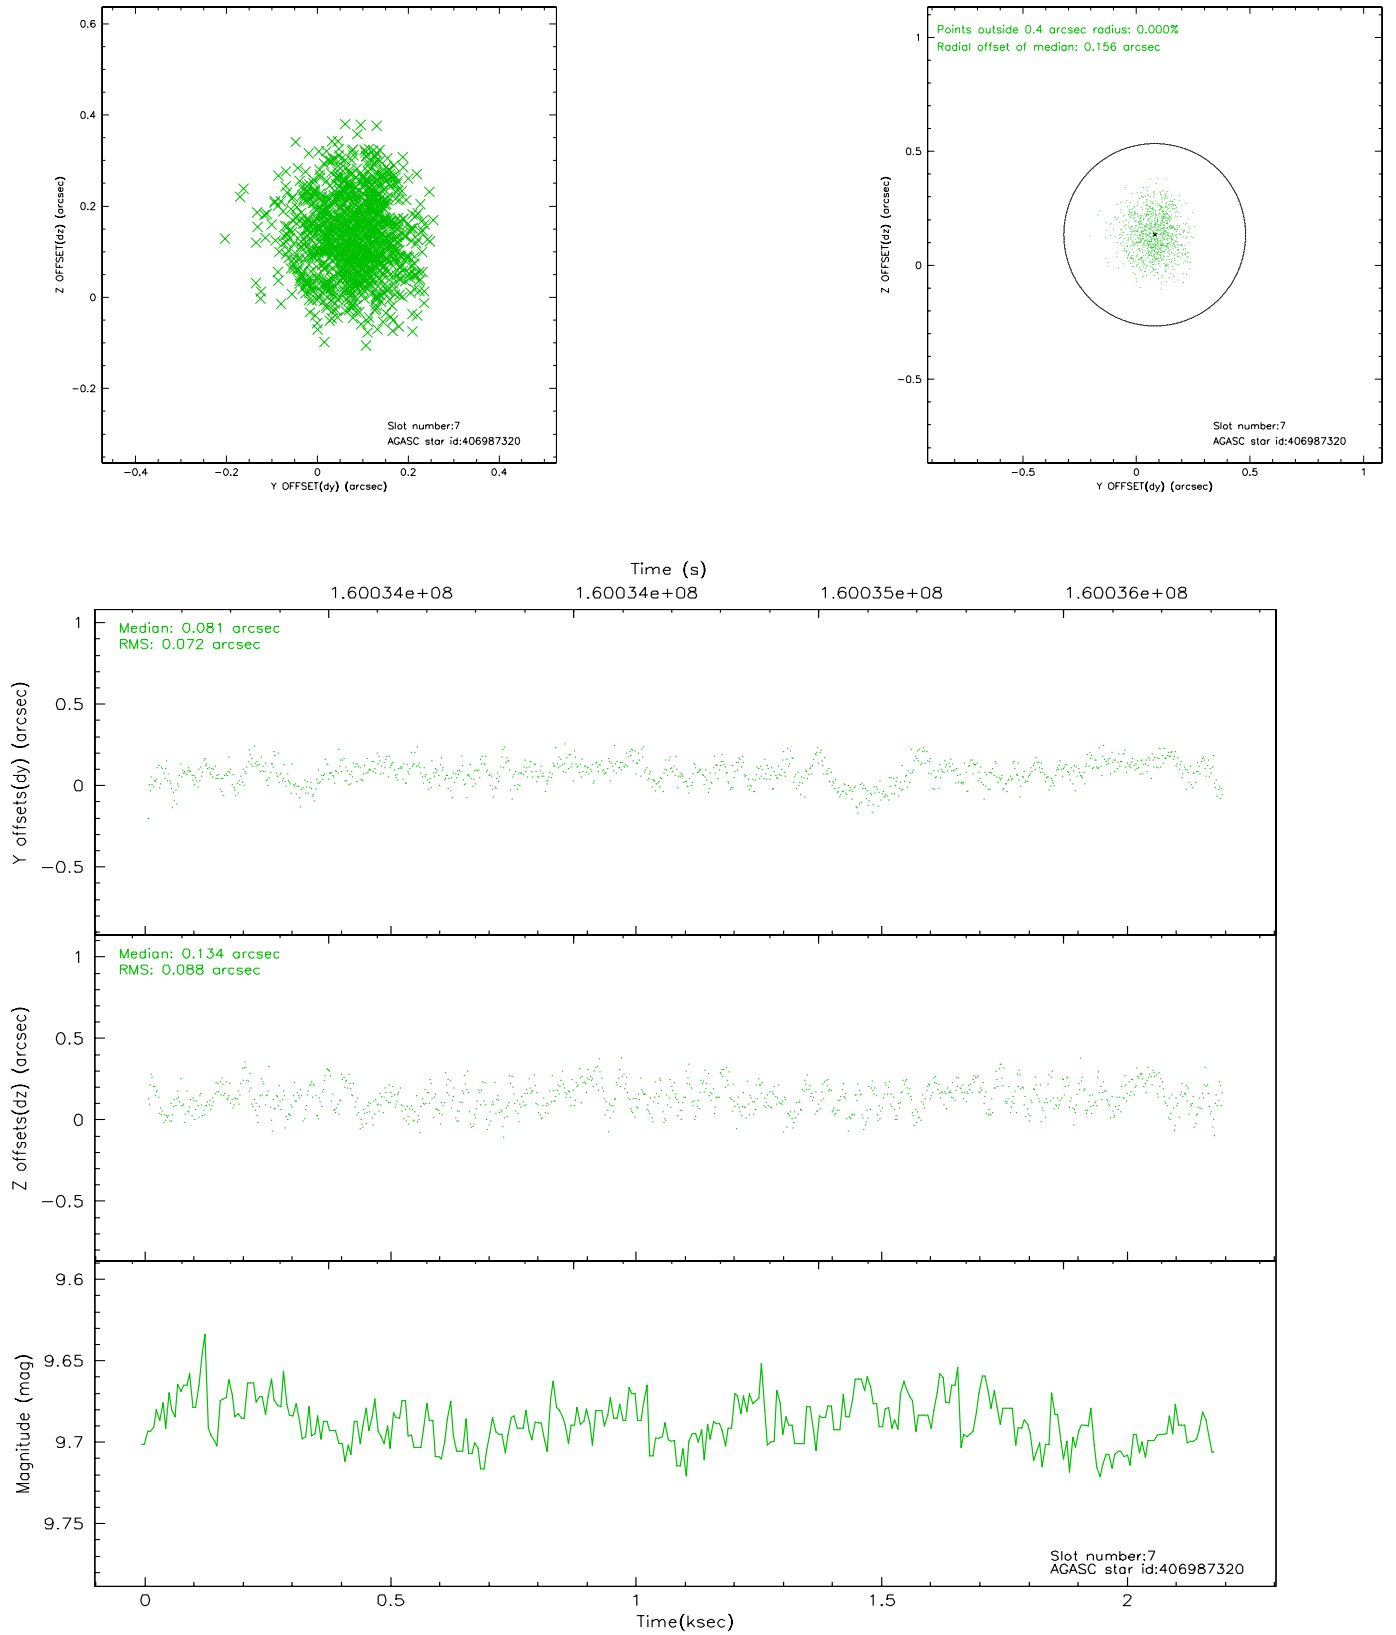 0.6
0.4
0.2
0
−0.2
Z OFFSET(dz) (arcsec)
Slot number:7
AGASC star id:406987320
−0.4 −0.2 0 0.2 0.4
Y OFFSET(dy) (arcsec)
Points outside 0.4 arcsec radius: 0.000%
Radial offset of median: 0.156 arcsec
1
0.5
0
−0.5
Z OFFSET(dz) (arcsec)
Slot number:7
AGASC star id:406987320
−0.5 0 0.5 1
Y OFFSET(dy) (arcsec)
Time (s)
1.60034e+08 1.60034e+08 1.60035e+08 1.60036e+08
Median: 0.081 arcsec
RMS: 0.072 arcsec
1
0.5
0
−0.5
Y offsets(dy) (arcsec)
Median: 0.134 arcsec
RMS: 0.088 arcsec
1
0.5
0
−0.5
Z offsets(dz) (arcsec)
9.6
9.65
9.7
9.75
Magnitude (mag)
Slot number:7
AGASC star id:406987320
0 0.5 1 1.5 2
Time(ksec)